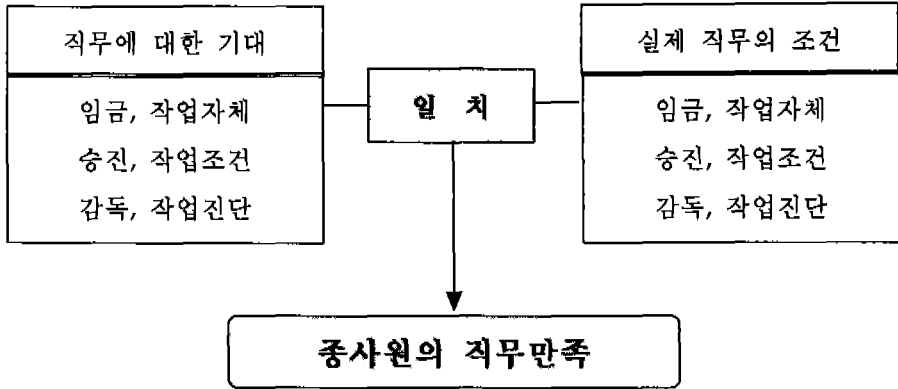 직무에 대한 기대
임금, 작업자체
승진, 작업조건
감독, 작업진단
일 치
실제 직무의 조건
임금, 작업자체
승진, 작업조건
감독, 작업진단
종사원의 직무만족